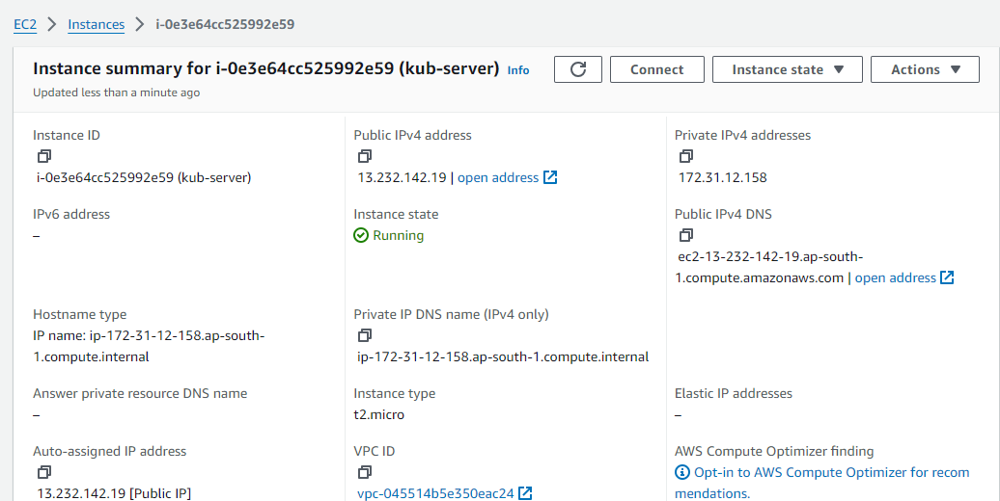 EC2 > Instances > i-0e3e64cc525992e59
Instance summary for i-0e3e64cc525992e59 (kub-server) Info
Connect
Instance state
Actions
Updated less than a minute ago
Instance ID
i-0e3e64cc525992e59 (kub-server)
Public IPv4 address
13.232.142.19 | open address
Private IPv4 addresses
172.31.12.158
IPv6 address
–
Instance state
Running
Public IPv4 DNS
ec2-13-232-142-19.ap-south-
1.compute.amazonaws.com | open address
Hostname type
IP name: ip-172-31-12-158.ap-south-
1.compute.internal
Private IP DNS name (IPv4 only)
ip-172-31-12-158.ap-south-1.compute.internal
Answer private resource DNS name
–
Instance type
t2.micro
Elastic IP addresses
–
Auto-assigned IP address
13.232.142.19 [Public IP]
VPC ID
vpc-045514b5e350eac24
AWS Compute Optimizer finding
Opt-in to AWS Compute Optimizer for recom
mendations.